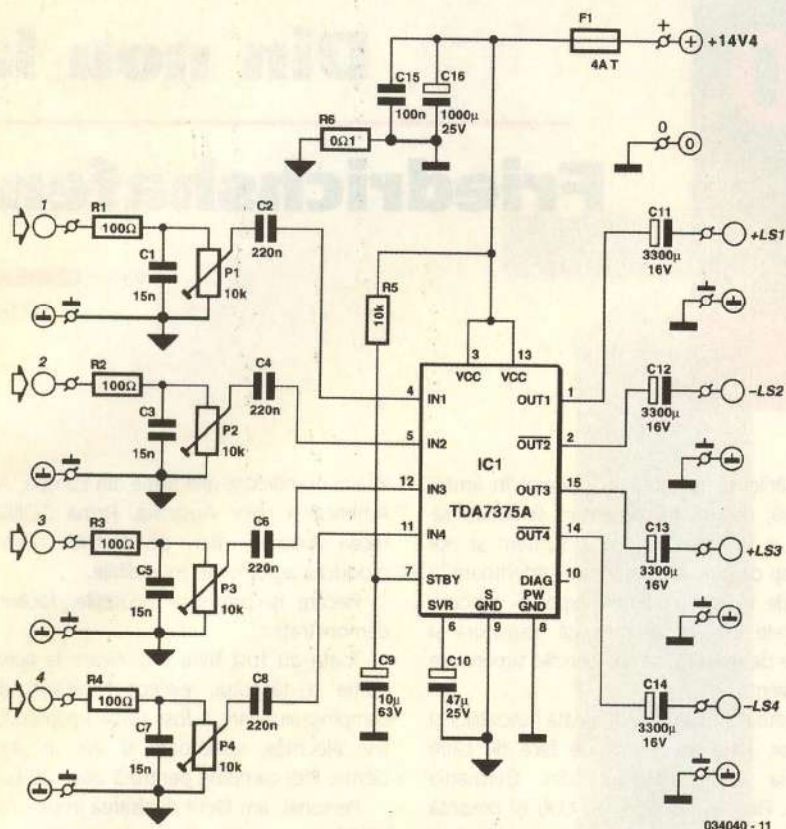 Din nou
Friedrichshafen
F1
+
+
+14V4
4A T
C15
100n
C16
1000µ
25V
R6
0Ω1
0
0
1
R1
100Ω
C1
15n
P1
10k
C2
220n
C11
3300µ
16V
+LS1
R5
10k
2
R2
100Ω
C3
15n
P2
10k
C4
220n
3
VCC
13
VCC
4
IN1
OUT1
1
5
IN2
OUT2
2
IC1
12
IN3
OUT3
15
TDA7375A
11
IN4
OUT4
14
7
STBY
DIAG
10
SVR
S
GND
PW
GND
6
9
8
C12
3300µ
16V
–LS2
3
R3
100Ω
C5
15n
P3
10k
C6
220n
C13
3300µ
16V
+LS3
4
R4
100Ω
C7
15n
P4
10k
C8
220n
C9
10µ
63V
C10
47µ
25V
C14
3300µ
16V
–LS4
034040 - 11